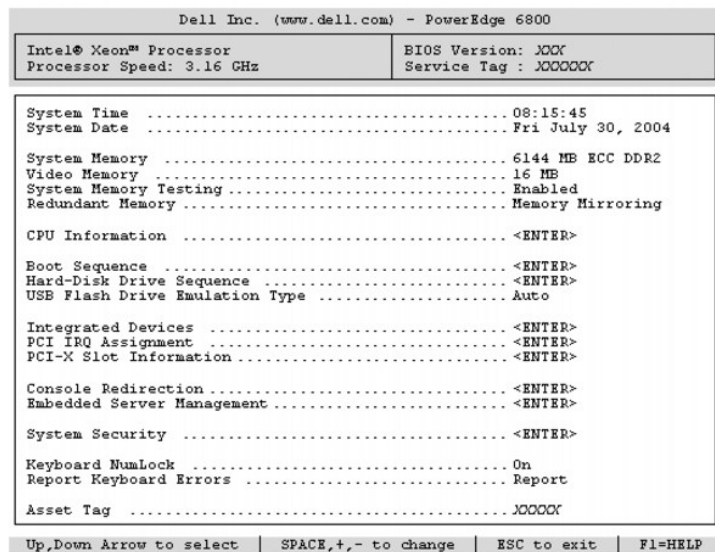 Dell Inc. (www.dell.com) - PowerEdge 6800
Intel® Xeon™ Processor
Processor Speed: 3.16 GHz
BIOS Version: XXX
Service Tag : XXXXXX
System Time ........................................... 08:15:45
System Date ........................................... Fri July 30, 2004
System Memory ......................................... 6144 MB ECC DDR2
Video Memory .......................................... 16 MB
System Memory Testing ................................. Enabled
Redundant Memory ...................................... Memory Mirroring
CPU Information ....................................... <ENTER>
Boot Sequence ......................................... <ENTER>
Hard-Disk Drive Sequence .............................. <ENTER>
USB Flash Drive Emulation Type ....................... Auto
Integrated Devices .................................... <ENTER>
PCI IRQ Assignment .................................... <ENTER>
PCI-X Slot Information ................................ <ENTER>
Console Redirection ................................... <ENTER>
Embedded Server Management ............................ <ENTER>
System Security ....................................... <ENTER>
Keyboard NumLock ...................................... On
Report Keyboard Errors ................................ Report
Asset Tag ............................................. XXXXX
Up,Down Arrow to select | SPACE,+,- to change | ESC to exit | F1=HELP